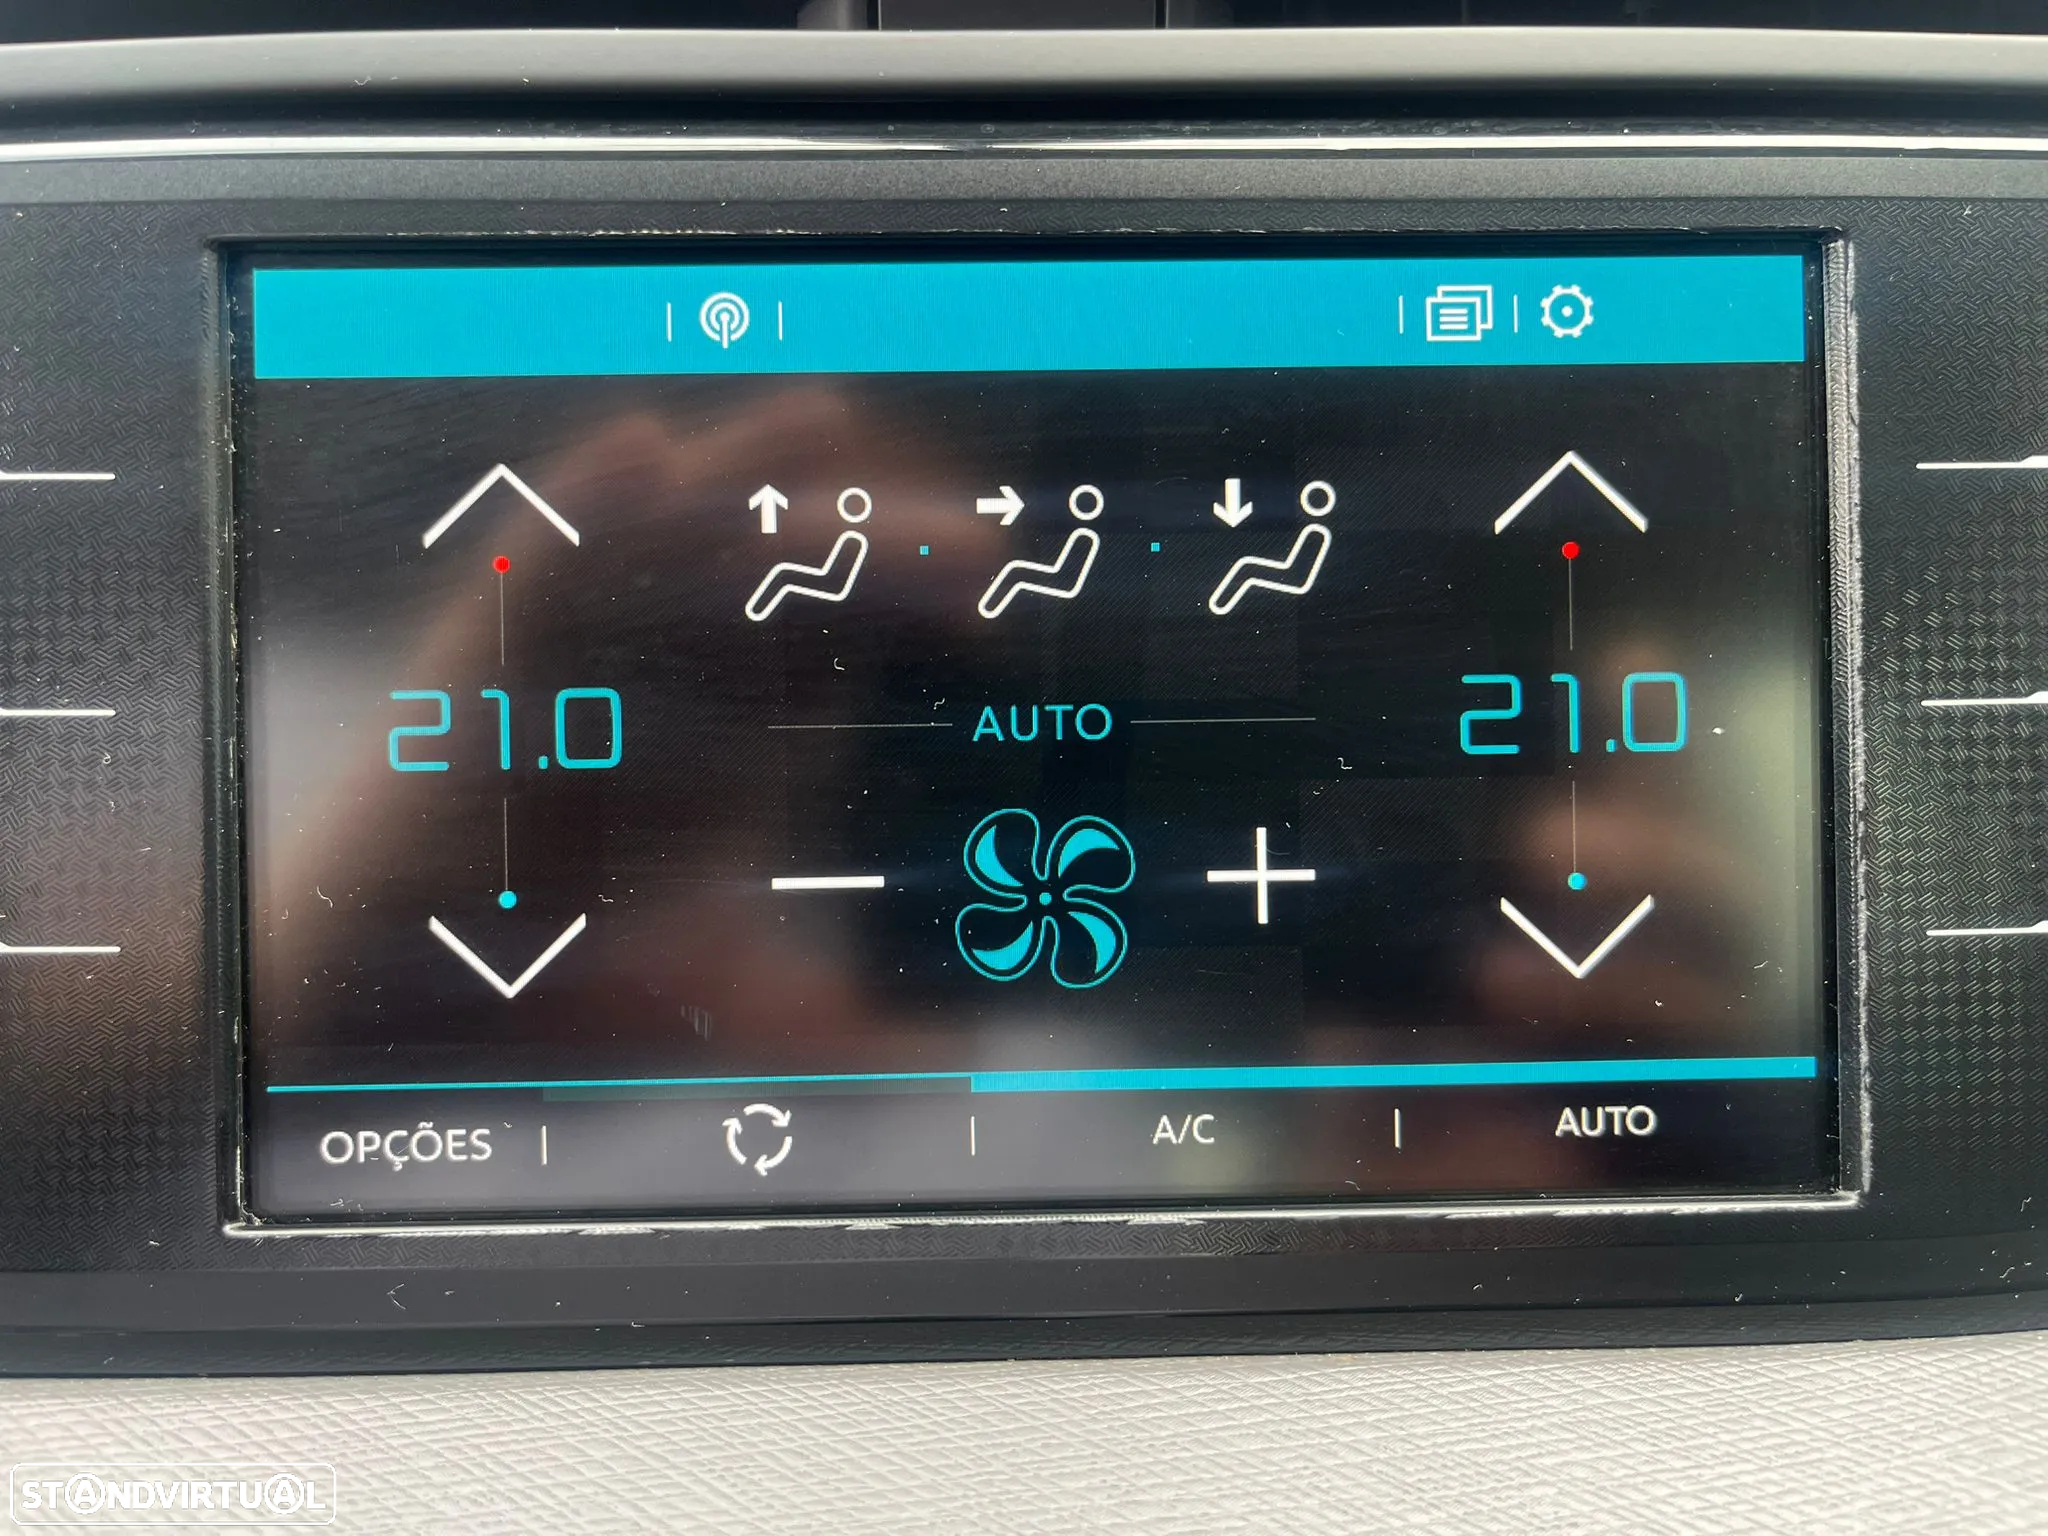 21.0
21.0
AUTO
OPÇÕES
A/C
AUTO
STANDVIRTUAL